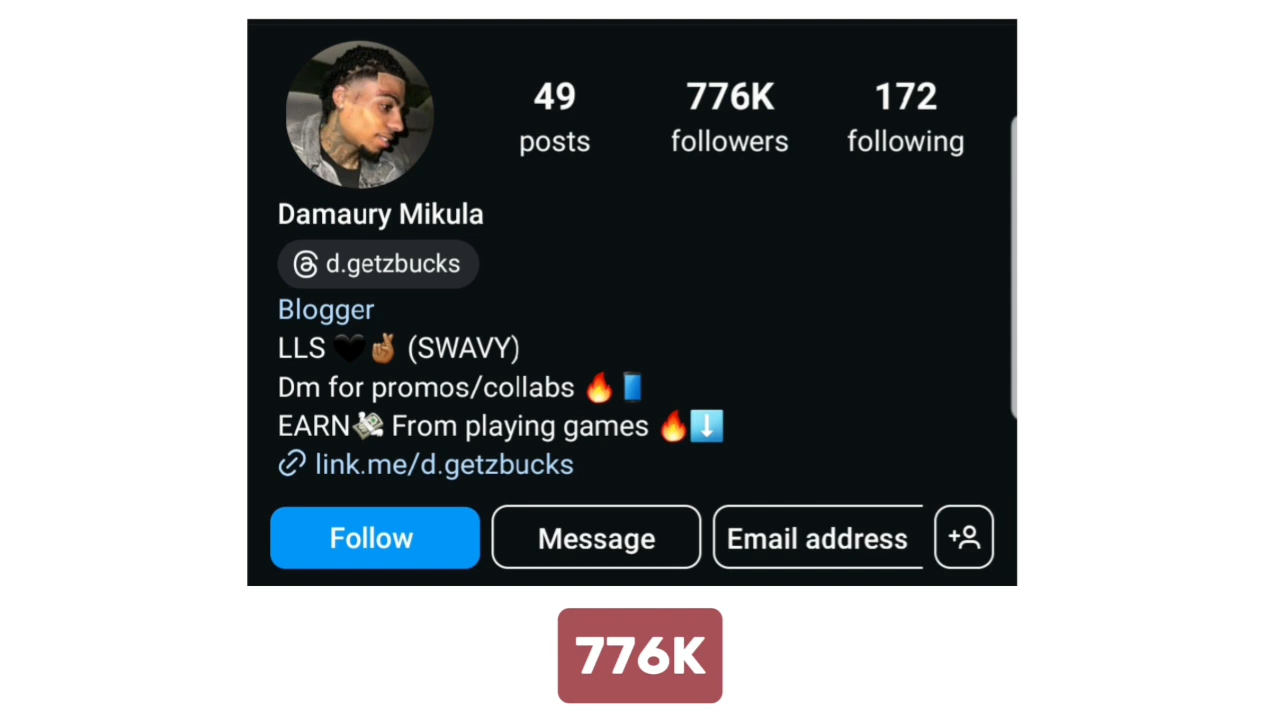 49 776K 172
posts followers following
Damaury Mikula
d.getzbucks
Blogger
LLS 🖤🤞🏾 (SWAVY)
Dm for promos/collabs 🔥📱
EARN💸 From playing games 🔥⬇️
link.me/d.getzbucks
Follow Message Email address
776K